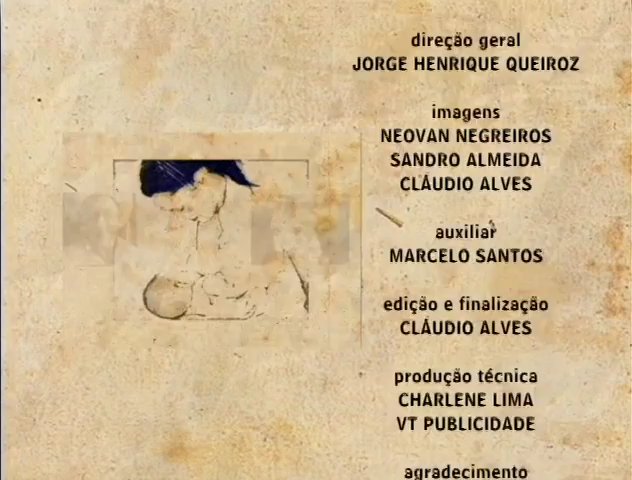 direção geral
JORGE HENRIQUE QUEIROZ
imagens
NEOVAN NEGREIROS
SANDRO ALMEIDA
CLÁUDIO ALVES
auxiliar
MARCELO SANTOS
edição e finalização
CLÁUDIO ALVES
produção técnica
CHARLENE LIMA
VT PUBLICIDADE
agradecimento